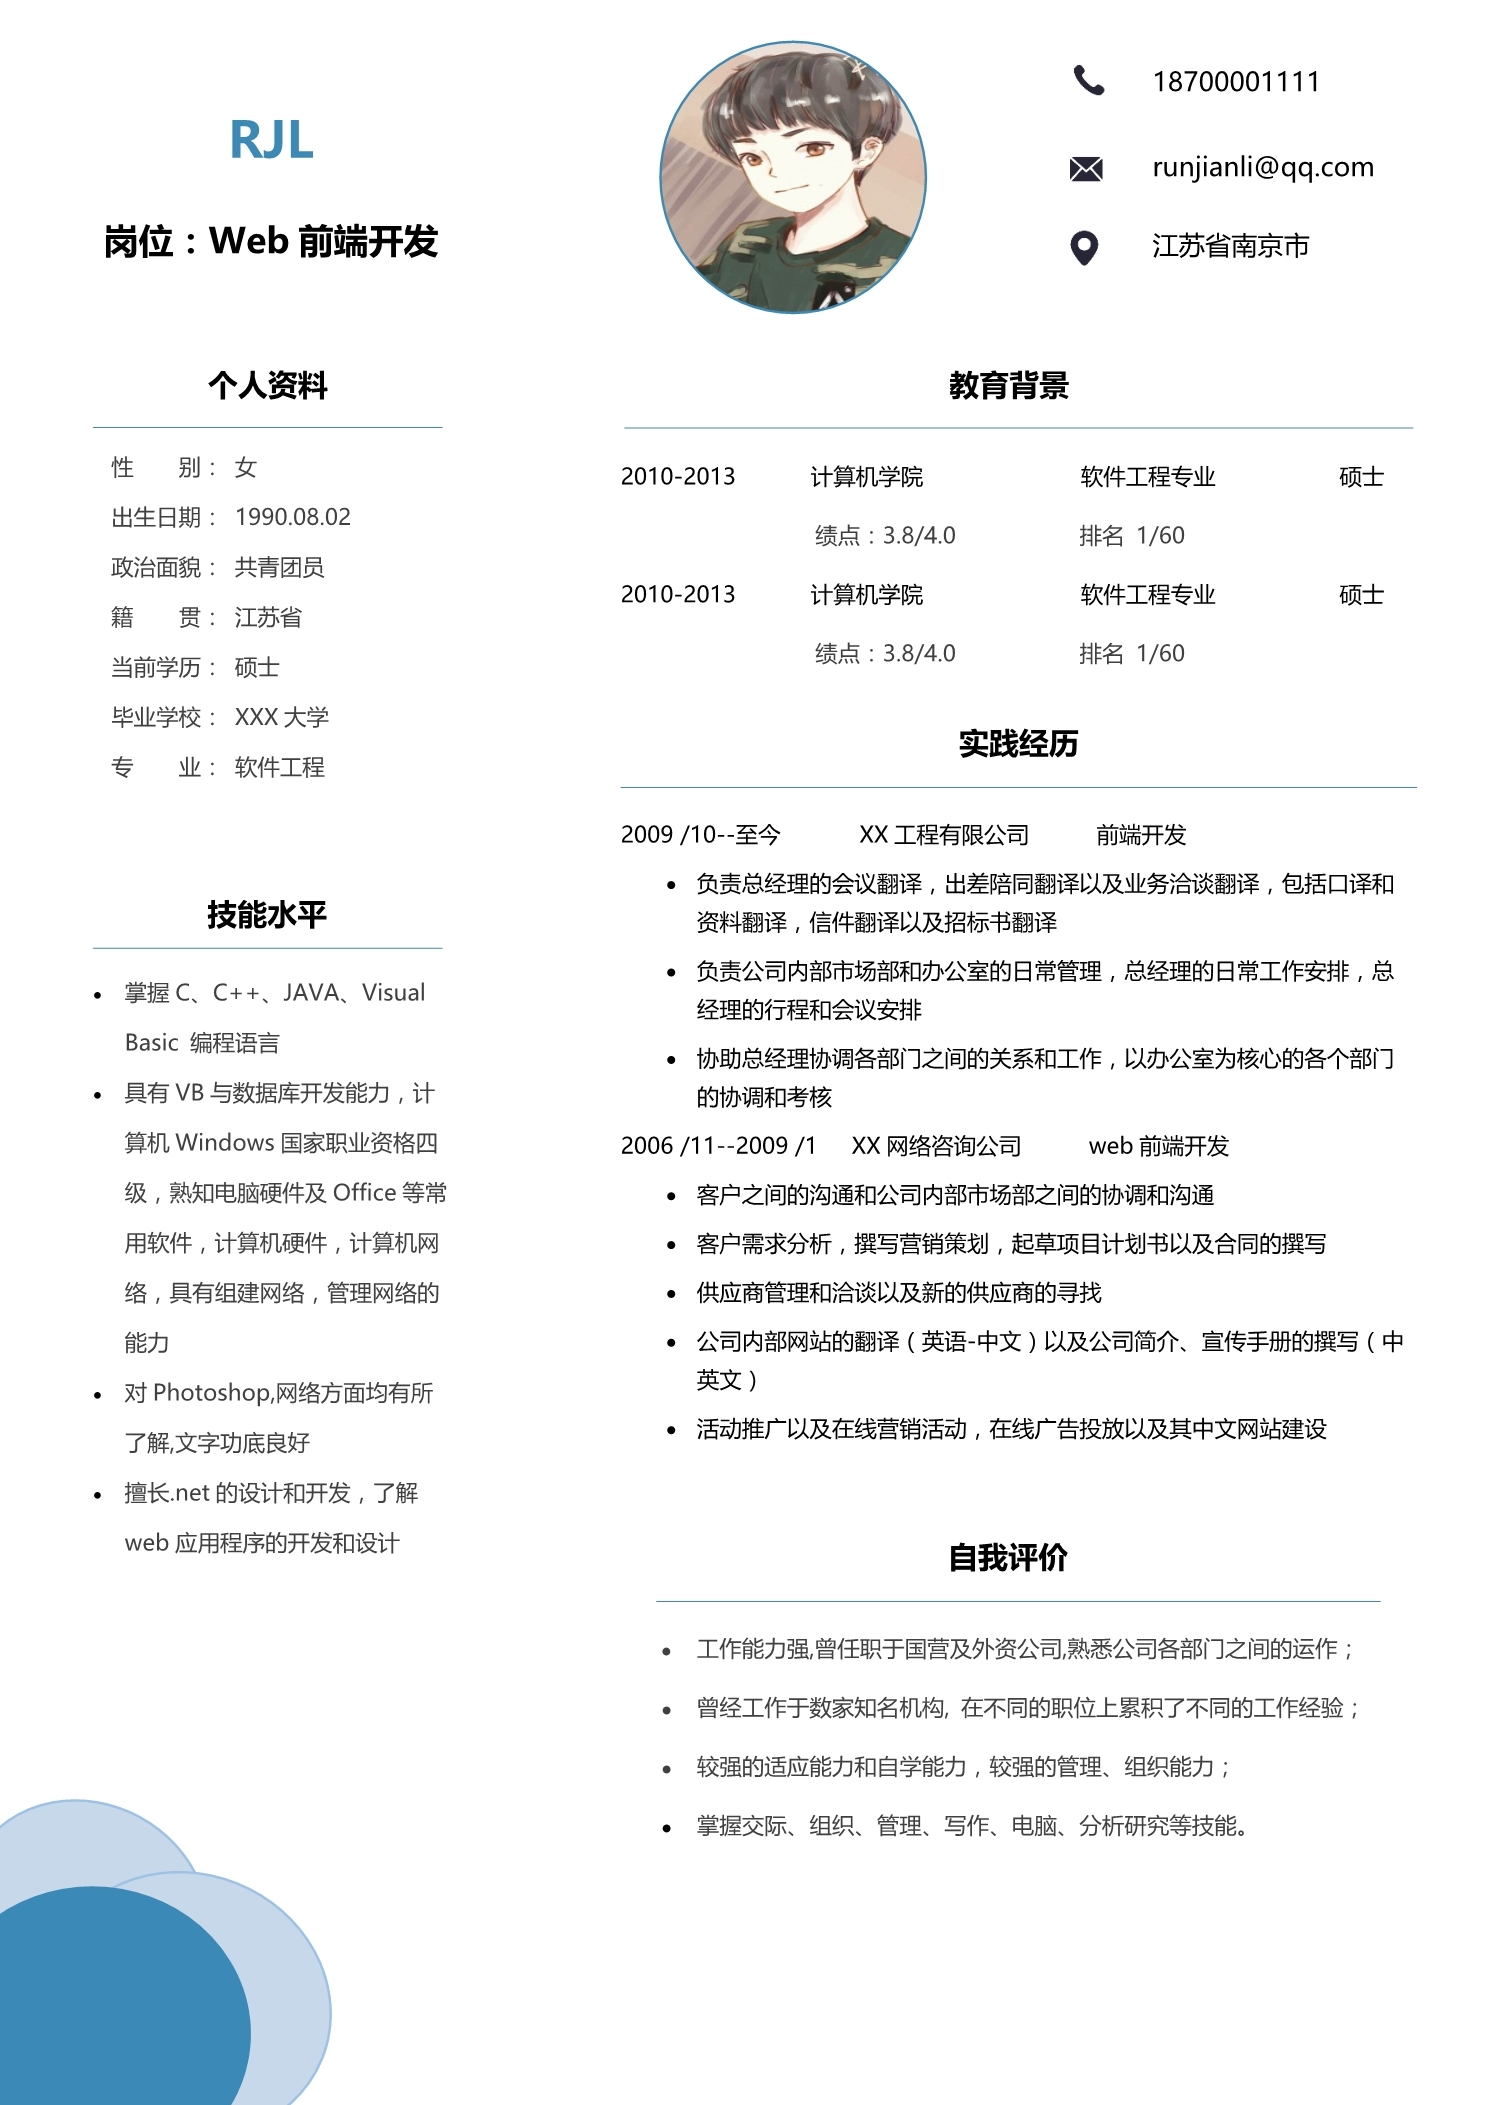 RJL
岗位：Web 前端开发
18700001111
runjianli@qq.com
江苏省南京市
个人资料
性　　别： 女
出生日期： 1990.08.02
政治面貌： 共青团员
籍　　贯： 江苏省
当前学历： 硕士
毕业学校： XXX 大学
专　　业： 软件工程
技能水平
• 掌握 C、C++、JAVA、Visual
Basic 编程语言
• 具有 VB 与数据库开发能力，计
算机 Windows 国家职业资格四
级，熟知电脑硬件及 Office 等常
用软件，计算机硬件，计算机网
络，具有组建网络，管理网络的
能力
• 对 Photoshop,网络方面均有所
了解,文字功底良好
• 擅长.net 的设计和开发，了解
web 应用程序的开发和设计
教育背景
2010-2013 计算机学院 软件工程专业 硕士
绩点：3.8/4.0 排名 1/60
2010-2013 计算机学院 软件工程专业 硕士
绩点：3.8/4.0 排名 1/60
实践经历
2009 /10--至今 XX 工程有限公司 前端开发
• 负责总经理的会议翻译，出差陪同翻译以及业务洽谈翻译，包括口译和
资料翻译，信件翻译以及招标书翻译
• 负责公司内部市场部和办公室的日常管理，总经理的日常工作安排，总
经理的行程和会议安排
• 协助总经理协调各部门之间的关系和工作，以办公室为核心的各个部门
的协调和考核
2006 /11--2009 /1 XX 网络咨询公司 web 前端开发
• 客户之间的沟通和公司内部市场部之间的协调和沟通
• 客户需求分析，撰写营销策划，起草项目计划书以及合同的撰写
• 供应商管理和洽谈以及新的供应商的寻找
• 公司内部网站的翻译（英语-中文）以及公司简介、宣传手册的撰写（中
英文）
• 活动推广以及在线营销活动，在线广告投放以及其中文网站建设
自我评价
• 工作能力强,曾任职于国营及外资公司,熟悉公司各部门之间的运作；
• 曾经工作于数家知名机构, 在不同的职位上累积了不同的工作经验；
• 较强的适应能力和自学能力，较强的管理、组织能力；
• 掌握交际、组织、管理、写作、电脑、分析研究等技能。